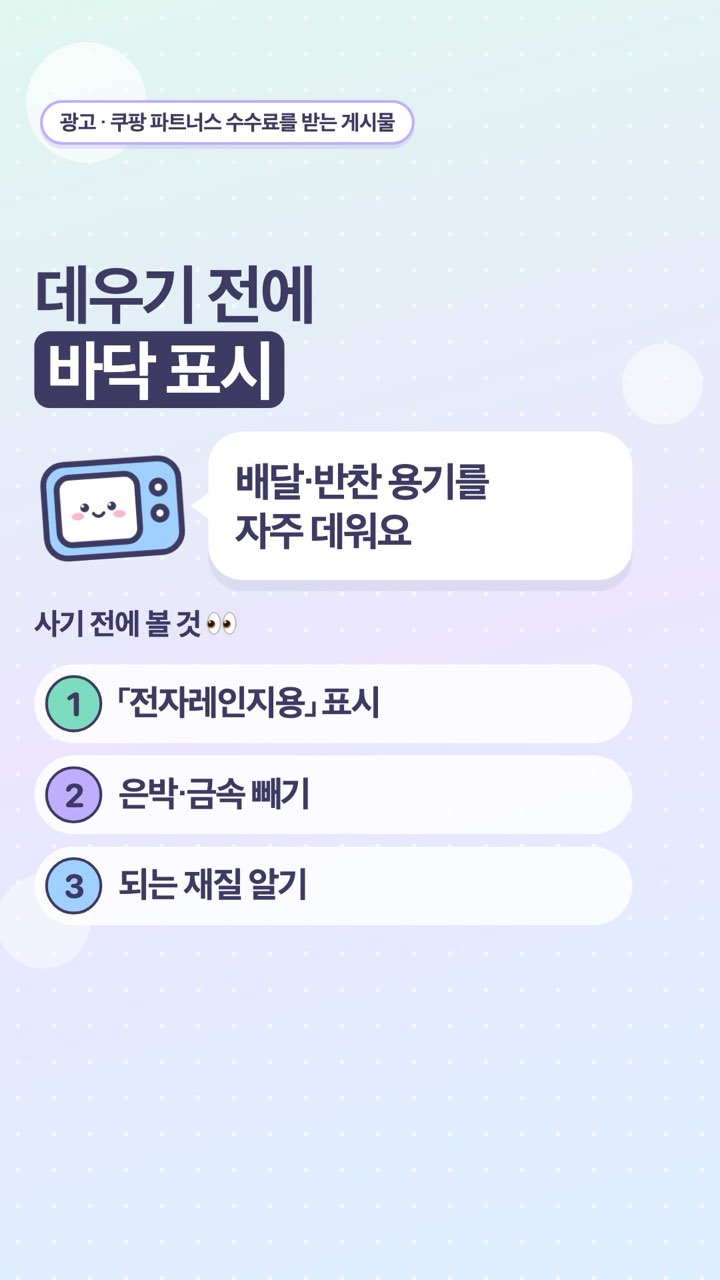 광고 · 쿠팡 파트너스 수수료를 받는 게시물
데우기 전에
바닥 표시
배달·반찬 용기를
자주 데워요
사기 전에 볼 것 👀
1 「전자레인지용」 표시
2 은박·금속 빼기
3 되는 재질 알기